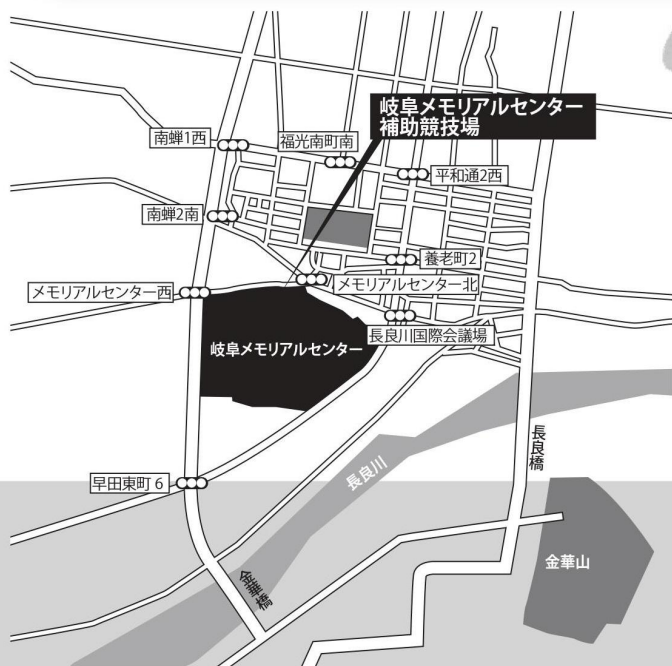 岐阜メモリアルセンター
補助競技場
南蝉1西
福光南町南
平和通2西
南蝉2南
養老町2
メモリアルセンター西
メモリアルセンター北
長良川国際会議場
岐阜メモリアルセンター
長良橋
長良川
早田東町6
金華山
金華橋